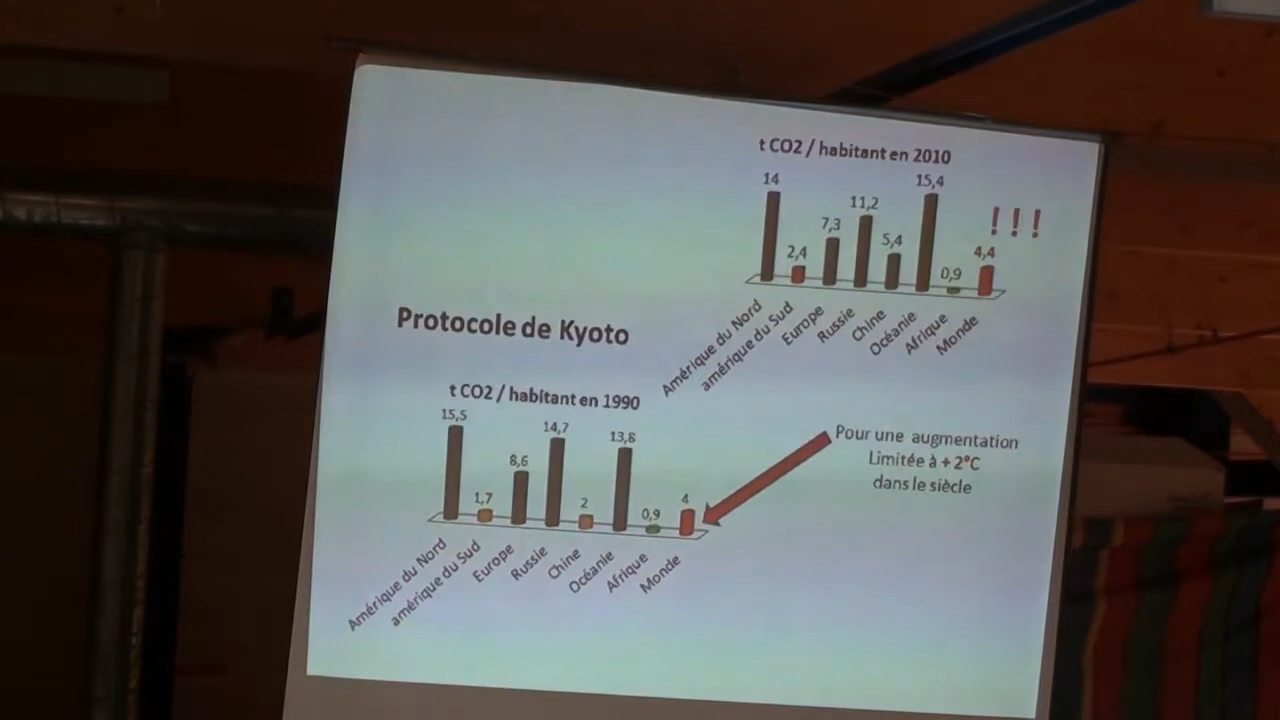 t CO2 / habitant en 2010
14
2,4
7,3
11,2
5,4
15,4
0,9
4,4
! ! !
Amérique du Nord
amérique du Sud
Europe
Russie
Chine
Océanie
Afrique
Monde
Protocole de Kyoto
t CO2 / habitant en 1990
15,5
1,7
8,6
14,7
2
13,8
0,9
4
Amérique du Nord
amérique du Sud
Europe
Russie
Chine
Océanie
Afrique
Monde
Pour une augmentation
Limitée à + 2°C
dans le siècle